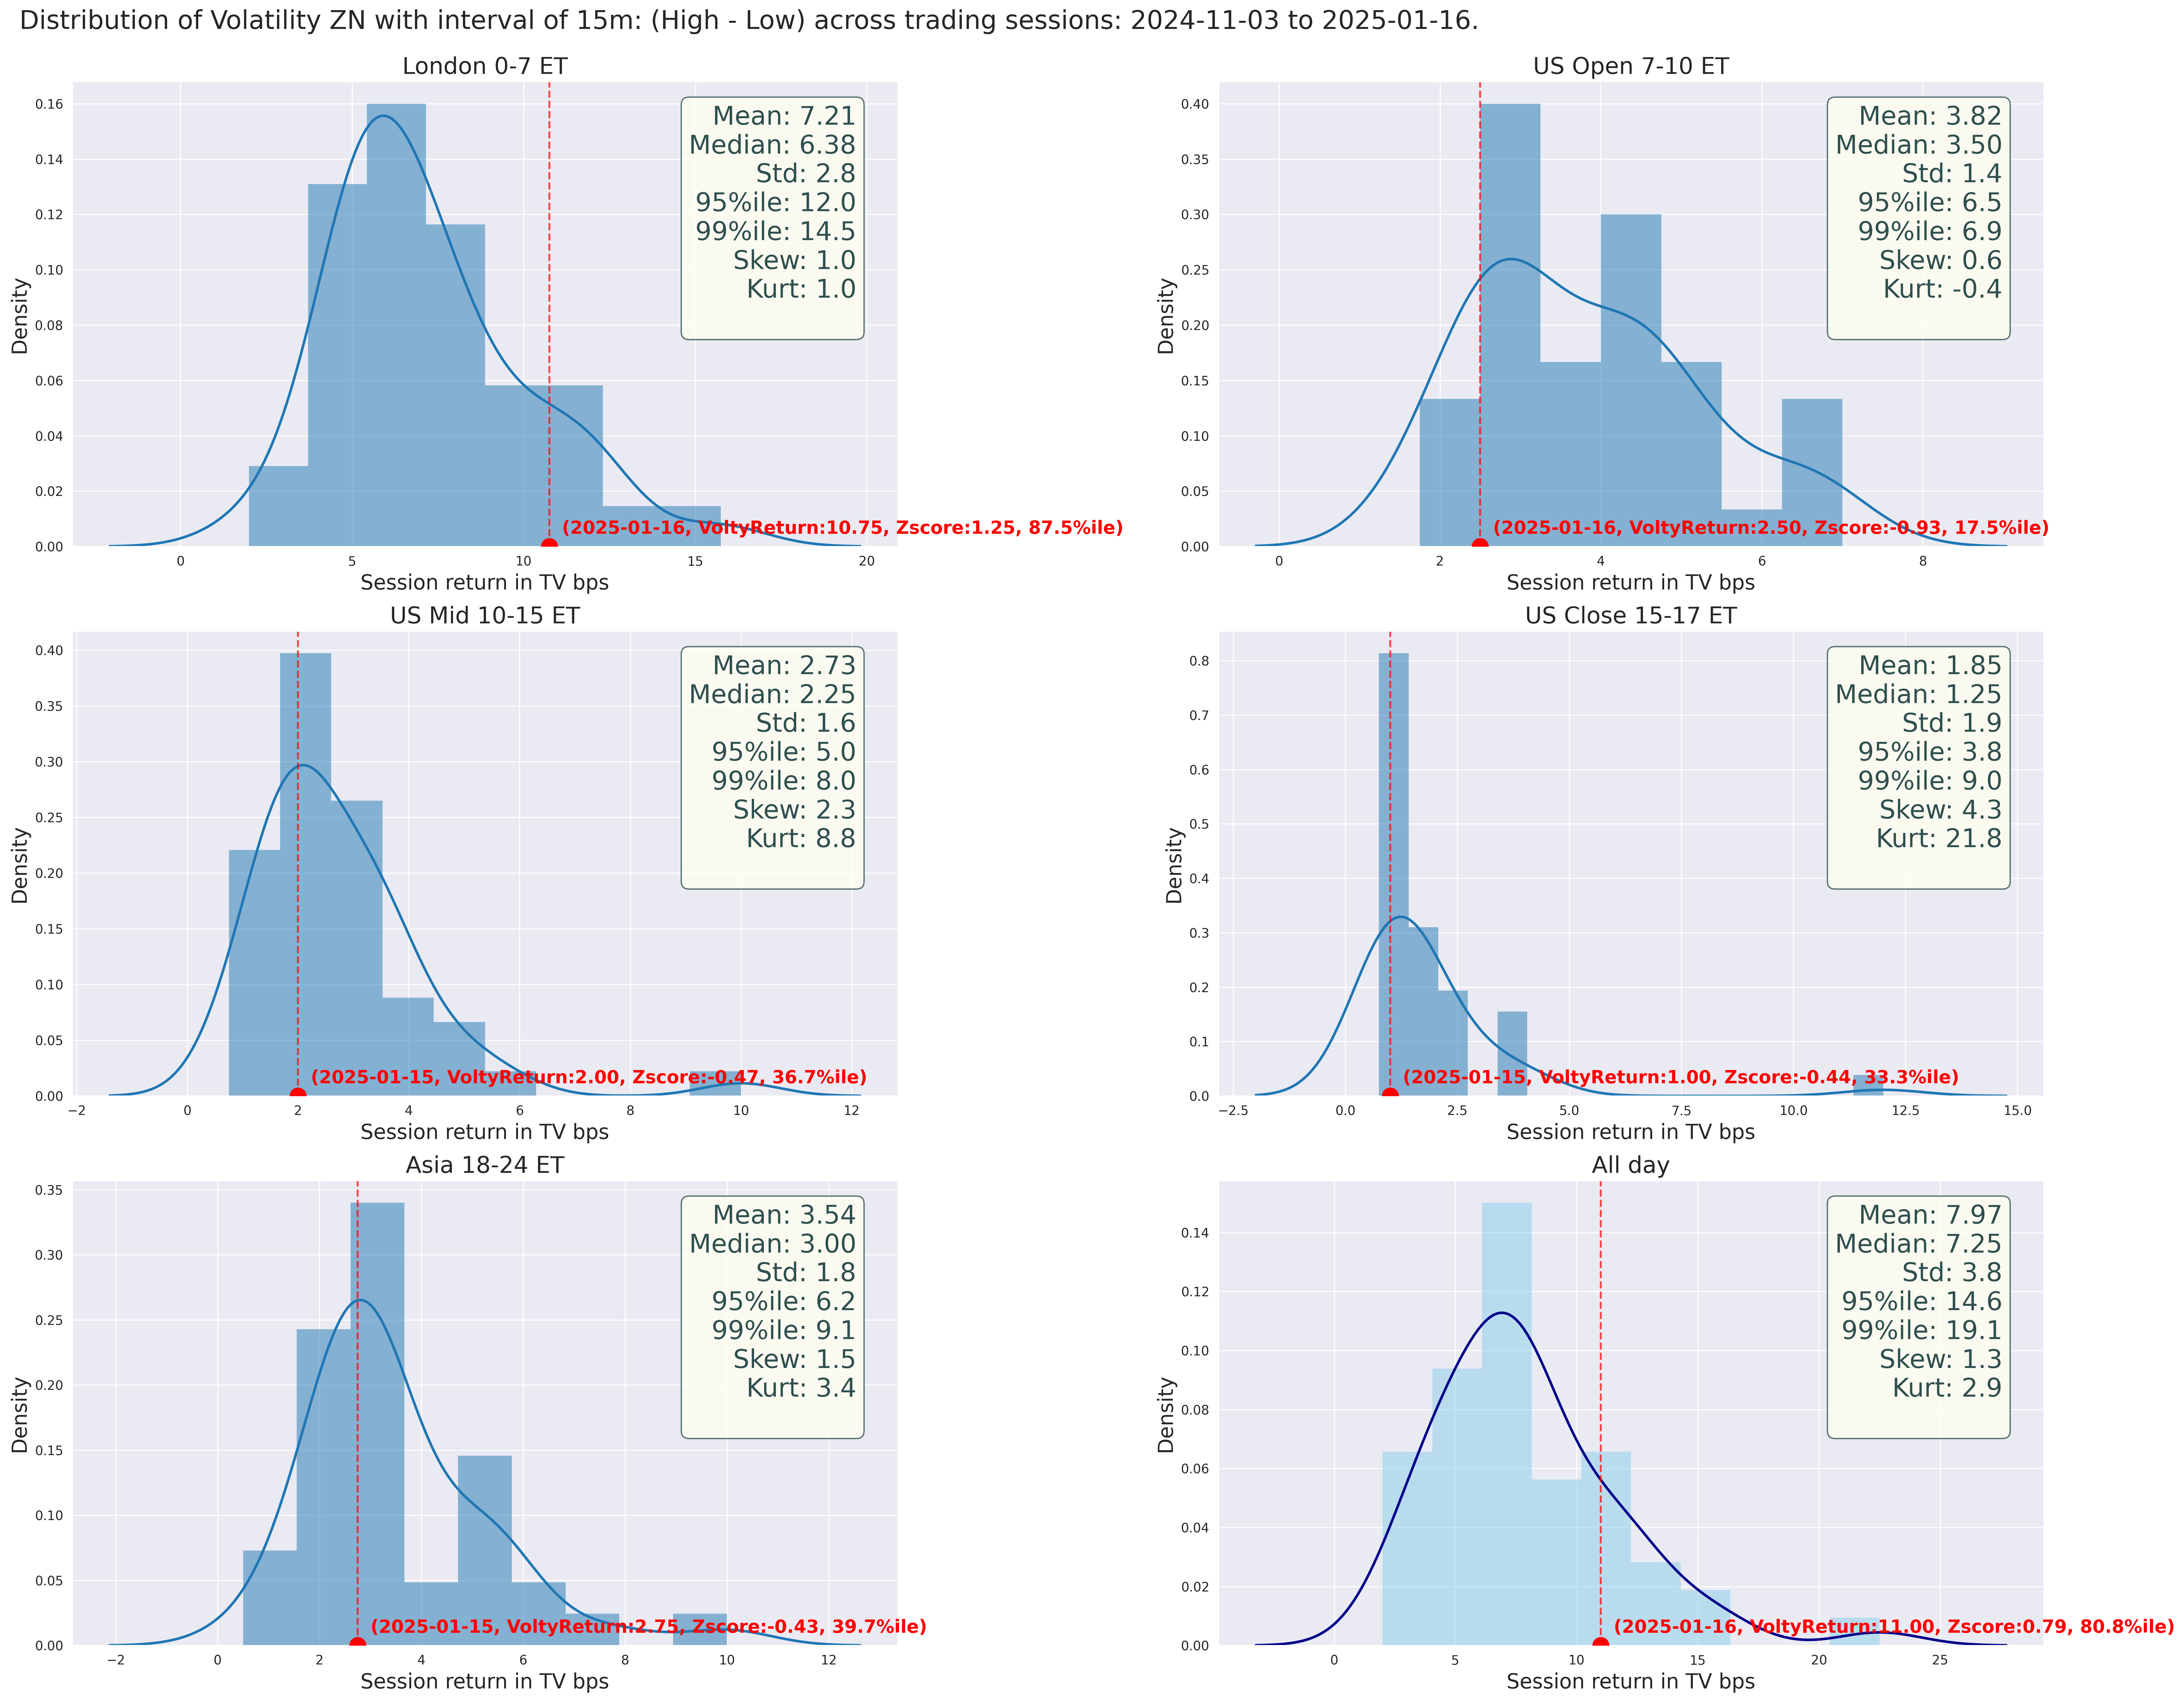 Distribution of Volatility ZN with interval of 15m: (High - Low) across trading sessions: 2024-11-03 to 2025-01-16.
London 0-7 ET
Density
0.16
0.14
0.12
0.10
0.08
0.06
0.04
0.02
0.00
Mean: 7.21
Median: 6.38
Std: 2.8
95%ile: 12.0
99%ile: 14.5
Skew: 1.0
Kurt: 1.0
(2025-01-16, VoltyReturn:10.75, Zscore:1.25, 87.5%ile)
0 5 10 15 20
Session return in TV bps
US Open 7-10 ET
Density
0.40
0.35
0.30
0.25
0.20
0.15
0.10
0.05
0.00
Mean: 3.82
Median: 3.50
Std: 1.4
95%ile: 6.5
99%ile: 6.9
Skew: 0.6
Kurt: -0.4
(2025-01-16, VoltyReturn:2.50, Zscore:-0.93, 17.5%ile)
0 2 4 6 8
Session return in TV bps
US Mid 10-15 ET
Density
0.40
0.35
0.30
0.25
0.20
0.15
0.10
0.05
0.00
Mean: 2.73
Median: 2.25
Std: 1.6
95%ile: 5.0
99%ile: 8.0
Skew: 2.3
Kurt: 8.8
(2025-01-15, VoltyReturn:2.00, Zscore:-0.47, 36.7%ile)
−2 0 2 4 6 8 10 12
Session return in TV bps
US Close 15-17 ET
Density
0.8
0.7
0.6
0.5
0.4
0.3
0.2
0.1
0.0
Mean: 1.85
Median: 1.25
Std: 1.9
95%ile: 3.8
99%ile: 9.0
Skew: 4.3
Kurt: 21.8
(2025-01-15, VoltyReturn:1.00, Zscore:-0.44, 33.3%ile)
−2.5 0.0 2.5 5.0 7.5 10.0 12.5 15.0
Session return in TV bps
Asia 18-24 ET
Density
0.35
0.30
0.25
0.20
0.15
0.10
0.05
0.00
Mean: 3.54
Median: 3.00
Std: 1.8
95%ile: 6.2
99%ile: 9.1
Skew: 1.5
Kurt: 3.4
(2025-01-15, VoltyReturn:2.75, Zscore:-0.43, 39.7%ile)
−2 0 2 4 6 8 10 12
Session return in TV bps
All day
Density
0.14
0.12
0.10
0.08
0.06
0.04
0.02
0.00
Mean: 7.97
Median: 7.25
Std: 3.8
95%ile: 14.6
99%ile: 19.1
Skew: 1.3
Kurt: 2.9
(2025-01-16, VoltyReturn:11.00, Zscore:0.79, 80.8%ile)
0 5 10 15 20 25
Session return in TV bps